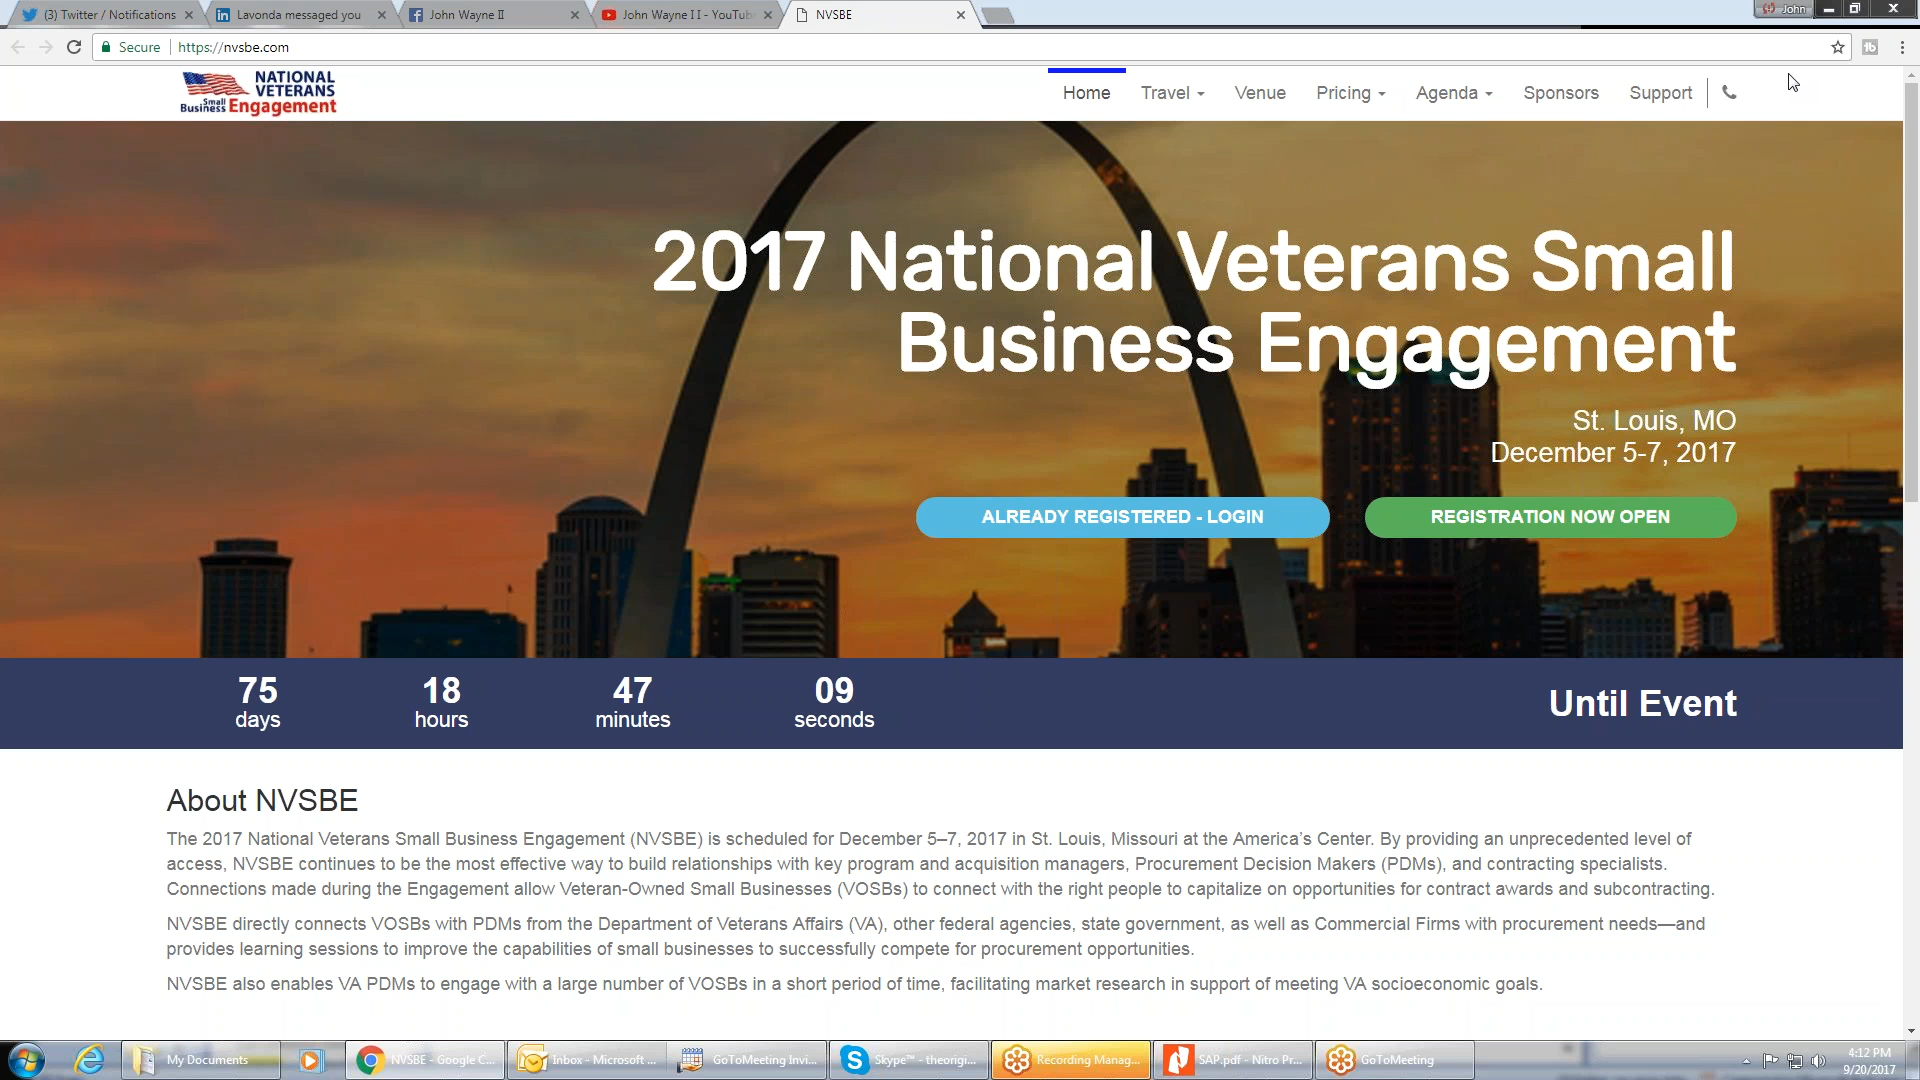 (3) Twitter / Notifications
Lavonda messaged you
John Wayne II
John Wayne I I - YouTub
NVSBE
John
Secure
https://nvsbe.com
NATIONAL
VETERANS
Small
Business Engagement
Home
Travel
Venue
Pricing
Agenda
Sponsors
Support
2017 National Veterans Small
Business Engagement
St. Louis, MO
December 5-7, 2017
ALREADY REGISTERED - LOGIN
REGISTRATION NOW OPEN
75
days
18
hours
47
minutes
09
seconds
Until Event
About NVSBE
The 2017 National Veterans Small Business Engagement (NVSBE) is scheduled for December 5–7, 2017 in St. Louis, Missouri at the America's Center. By providing an unprecedented level of
access, NVSBE continues to be the most effective way to build relationships with key program and acquisition managers, Procurement Decision Makers (PDMs), and contracting specialists.
Connections made during the Engagement allow Veteran-Owned Small Businesses (VOSBs) to connect with the right people to capitalize on opportunities for contract awards and subcontracting.
NVSBE directly connects VOSBs with PDMs from the Department of Veterans Affairs (VA), other federal agencies, state government, as well as Commercial Firms with procurement needs—and
provides learning sessions to improve the capabilities of small businesses to successfully compete for procurement opportunities.
NVSBE also enables VA PDMs to engage with a large number of VOSBs in a short period of time, facilitating market research in support of meeting VA socioeconomic goals.
My Documents
NVSBE - Google C...
Inbox - Microsoft ...
GoToMeeting Invi...
Skype™ - theorigi...
Recording Manag...
SAP.pdf - Nitro Pr...
GoToMeeting
4:12 PM
9/20/2017